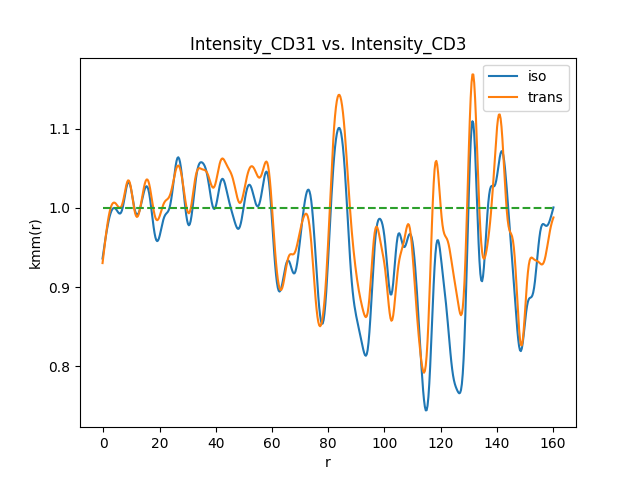 Intensity_CD31 vs. Intensity_CD3
iso
trans
kmm(r)
1.1
1.0
0.9
0.8
0 20 40 60 80 100 120 140 160
r